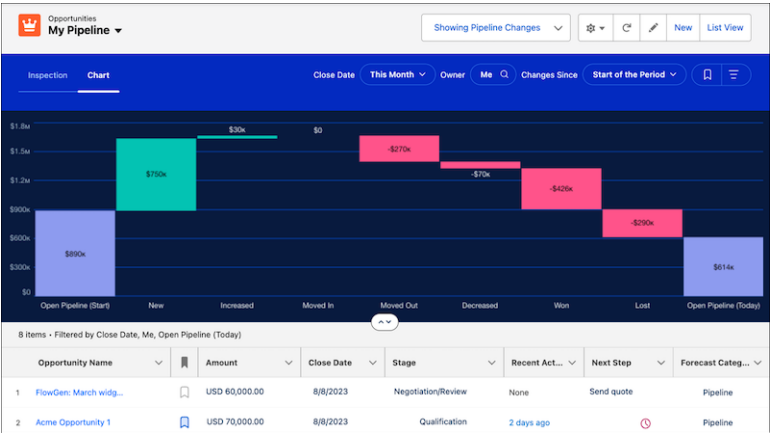 Opportunities
My Pipeline
Showing Pipeline Changes
New
List View
Inspection
Chart
Close Date This Month Owner Me Changes Since Start of the Period
$1.8M
$1.5M
$1.2M
$900K
$600K
$300K
$0
$890K
$750K
$30K
$0
-$270K
-$70K
-$426K
-$290K
$614K
Open Pipeline (Start) New Increased Moved In Moved Out Decreased Won Lost Open Pipeline (Today)
8 items • Filtered by Close Date, Me, Open Pipeline (Today)
Opportunity Name Amount Close Date Stage Recent Act... Next Step Forecast Categ...
1 FlowGen: March widg... USD 60,000.00 8/8/2023 Negotiation/Review None Send quote Pipeline
2 Acme Opportunity 1 USD 70,000.00 8/8/2023 Qualification 2 days ago Pipeline